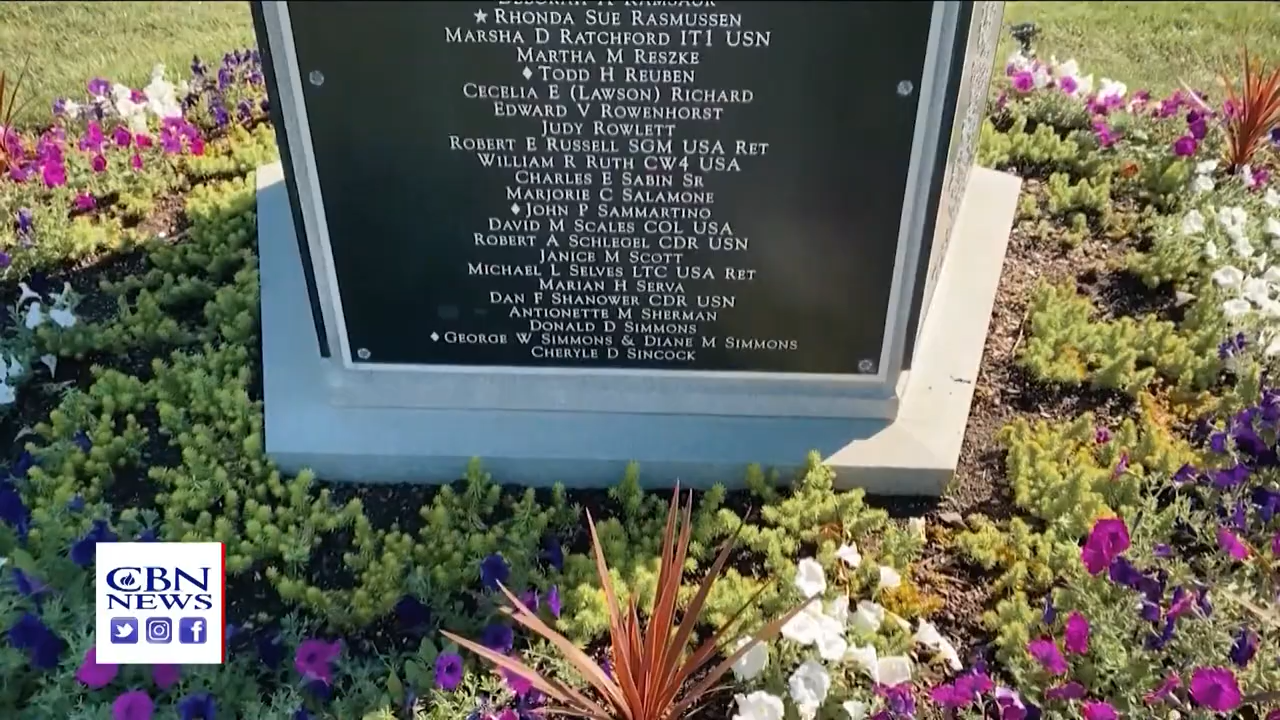 DEBORAH A RAMSAUR
★ RHONDA SUE RASMUSSEN
MARSHA D RATCHFORD IT1 USN
MARTHA M RESZKE
♦ TODD H REUBEN
CECELIA E (LAWSON) RICHARD
EDWARD V ROWENHORST
JUDY ROWLETT
ROBERT E RUSSELL SGM USA RET
WILLIAM R RUTH CW4 USA
CHARLES E SABIN SR
MARJORIE C SALAMONE
♦ JOHN P SAMMARTINO
DAVID M SCALES COL USA
ROBERT A SCHLEGEL CDR USN
JANICE M SCOTT
MICHAEL L SELVES LTC USA RET
MARIAN H SERVA
DAN F SHANOWER CDR USN
ANTIONETTE M SHERMAN
DONALD D SIMMONS
♦ GEORGE W SIMMONS & DIANE M SIMMONS
CHERYLE D SINCOCK
CBN
NEWS